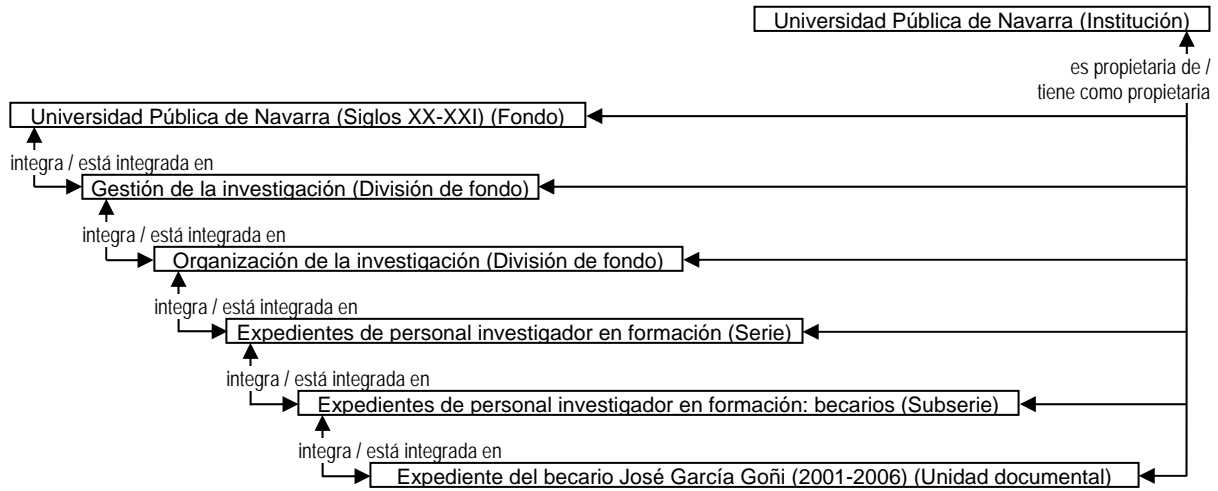 Universidad Pública de Navarra (Institución)
es propietaria de /
tiene como propietaria
Universidad Pública de Navarra (Siglos XX-XXI) (Fondo)
integra / está integrada en
Gestión de la investigación (División de fondo)
integra / está integrada en
Organización de la investigación (División de fondo)
integra / está integrada en
Expedientes de personal investigador en formación (Serie)
integra / está integrada en
Expedientes de personal investigador en formación: becarios (Subserie)
integra / está integrada en
Expediente del becario José García Goñi (2001-2006) (Unidad documental)